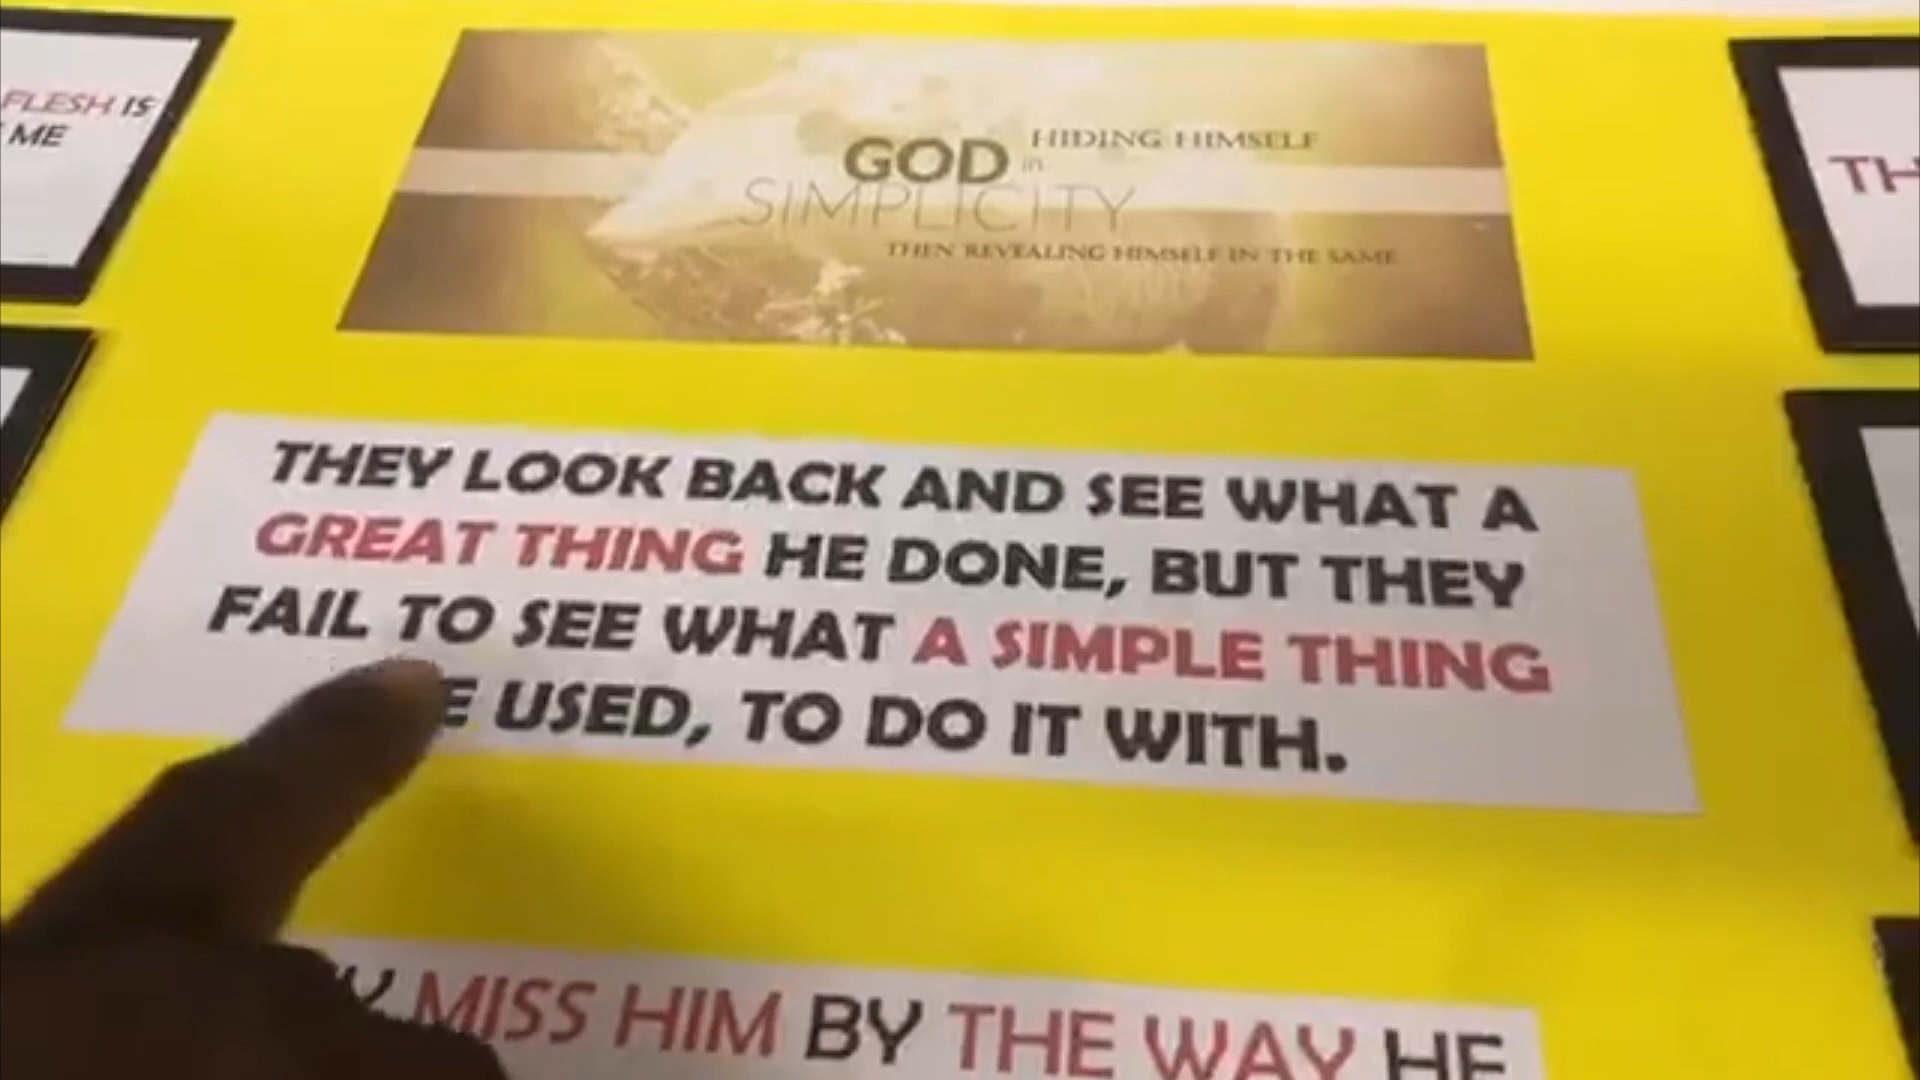 FLESH IS
ME
GOD in HIDING HIMSELF
SIMPLICITY
THEN REVEALING HIMSELF IN THE SAME
TH
THEY LOOK BACK AND SEE WHAT A
GREAT THING HE DONE, BUT THEY
FAIL TO SEE WHAT A SIMPLE THING
E USED, TO DO IT WITH.
Y MISS HIM BY THE WAY HE